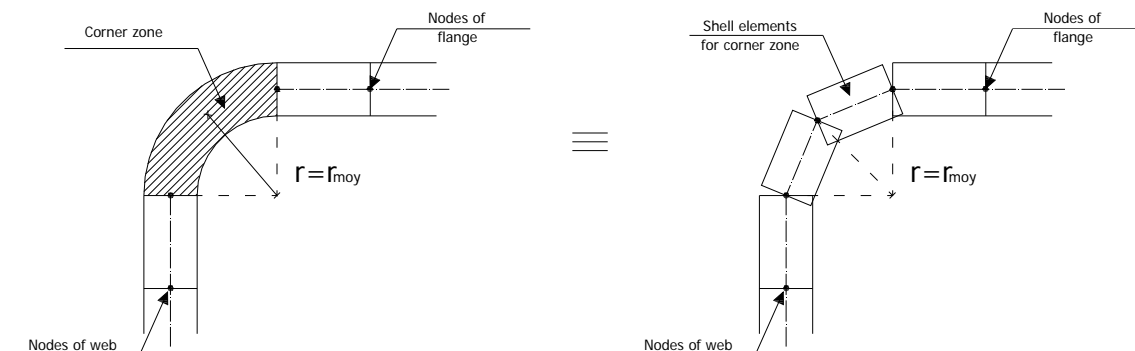 Corner zone
Nodes of
flange
r=rmoy
Nodes of web
Shell elements
for corner zone
Nodes of
flange
r=rmoy
Nodes of web